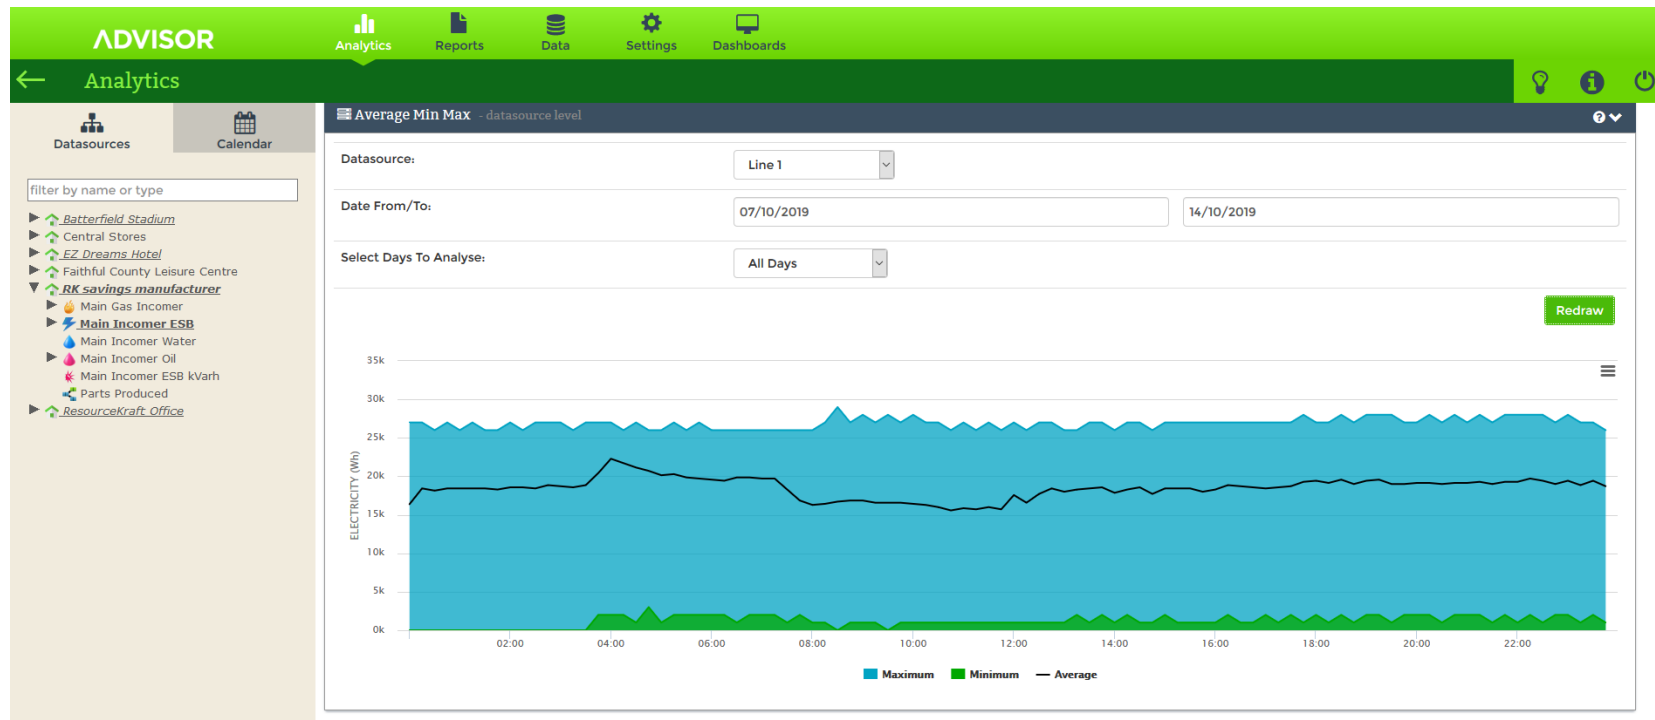 ADVISOR
Analytics Reports Data Settings Dashboards
Analytics
Datasources Calendar
filter by name or type
Batterfield Stadium
Central Stores
EZ Dreams Hotel
Faithful County Leisure Centre
RK savings manufacturer
Main Gas Incomer
Main Incomer ESB
Main Incomer Water
Main Incomer Oil
Main Incomer ESB kVarh
Parts Produced
ResourceKraft Office
Average Min Max - datasource level
Datasource: Line 1
Date From/To: 07/10/2019 14/10/2019
Select Days To Analyse: All Days
Redraw
ELECTRICITY (Wh)
35k
30k
25k
20k
15k
10k
5k
0k
02:00 04:00 06:00 08:00 10:00 12:00 14:00 16:00 18:00 20:00 22:00
Maximum Minimum Average